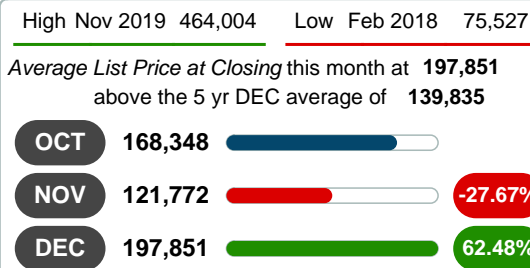 High Nov 2019 464,004 Low Feb 2018 75,527
Average List Price at Closing this month at 197,851
above the 5 yr DEC average of 139,835
OCT 168,348
NOV 121,772 -27.67%
DEC 197,851 62.48%